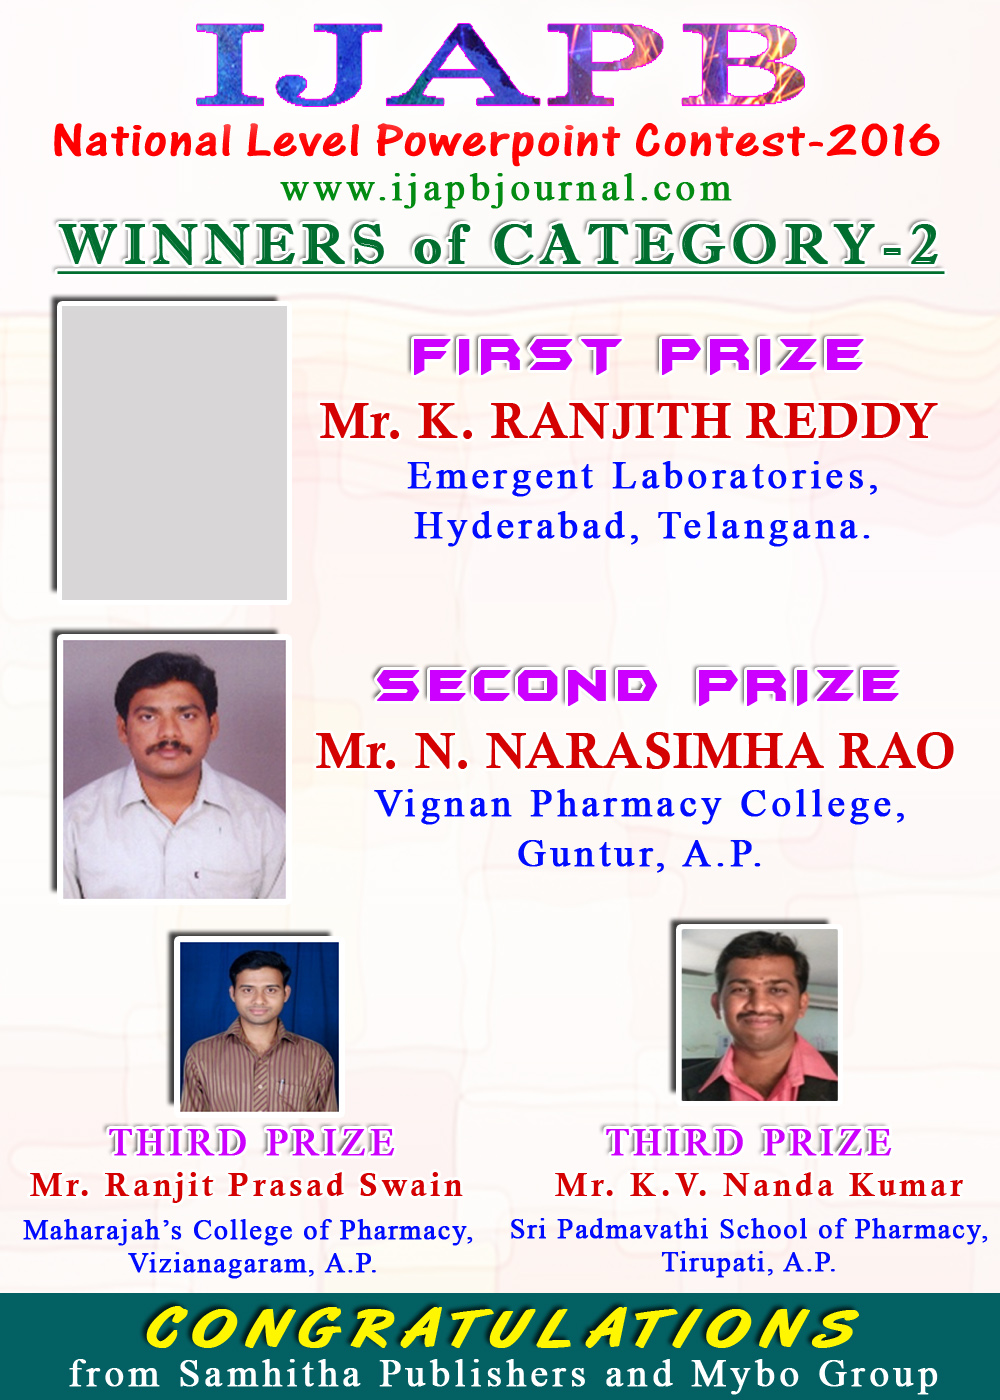 IJAPB
National Level Powerpoint Contest-2016
www.ijapbjournal.com
WINNERS of CATEGORY-2
FIRST PRIZE
Mr. K. RANJITH REDDY
Emergent Laboratories,
Hyderabad, Telangana.
SECOND PRIZE
Mr. N. NARASIMHA RAO
Vignan Pharmacy College,
Guntur, A.P.
THIRD PRIZE
Mr. Ranjit Prasad Swain
Maharajah's College of Pharmacy,
Vizianagaram, A.P.
THIRD PRIZE
Mr. K.V. Nanda Kumar
Sri Padmavathi School of Pharmacy,
Tirupati, A.P.
CONGRATULATIONS
from Samhitha Publishers and Mybo Group